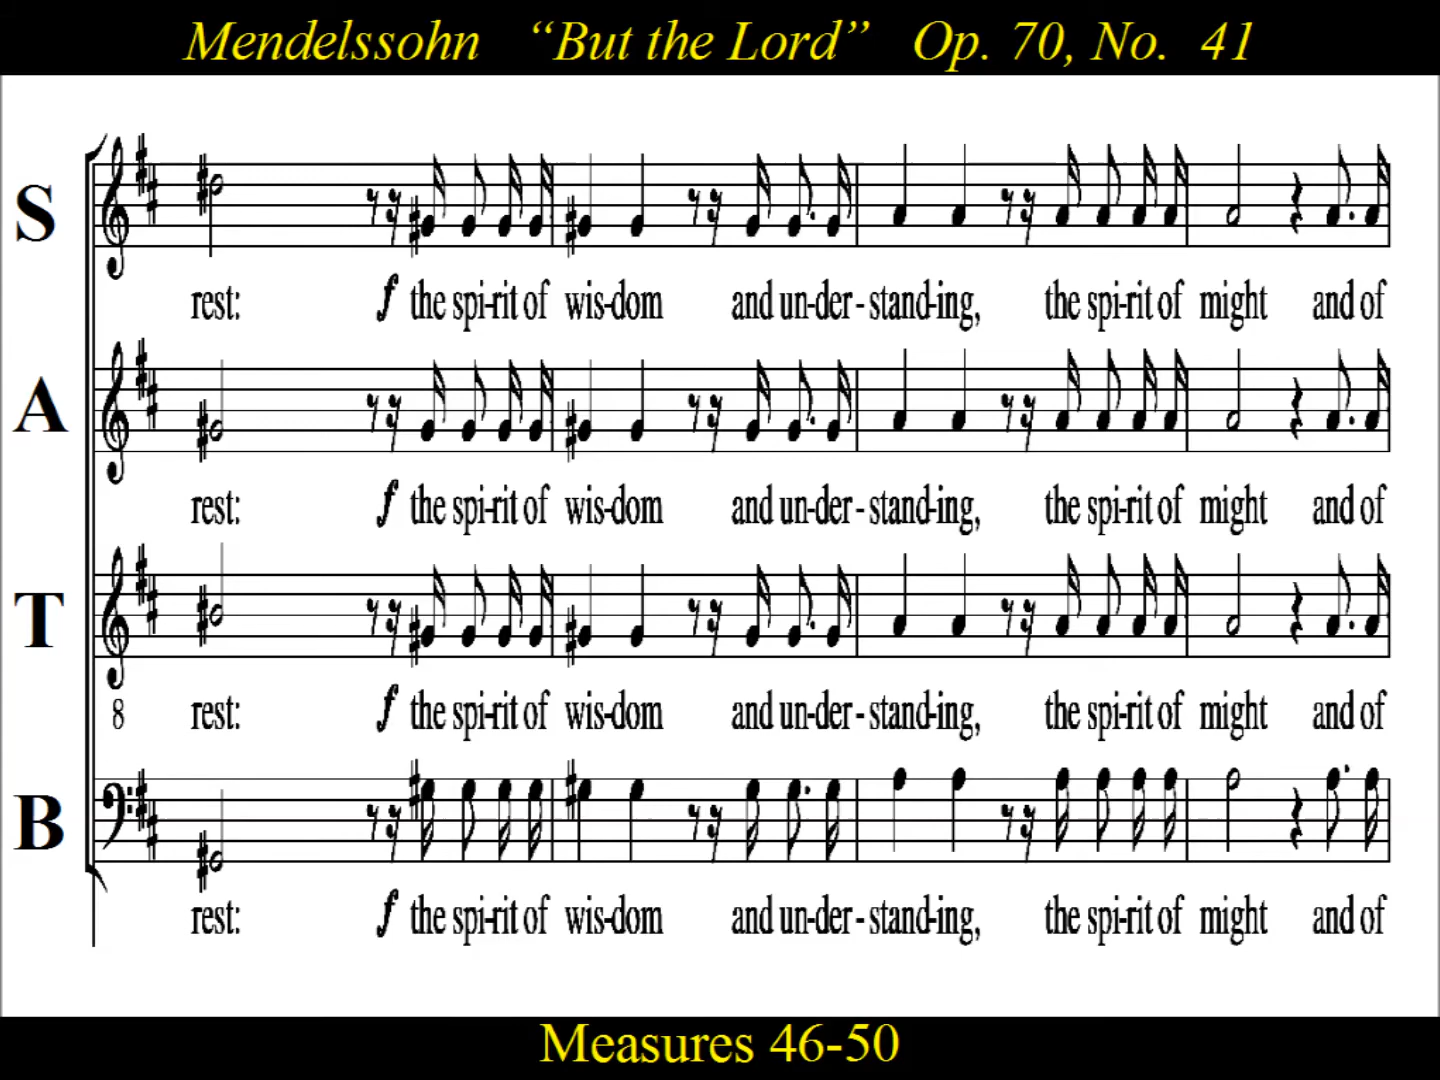 Mendelssohn “But the Lord” Op. 70, No. 41
S
rest: f the spi-rit of wis-dom and un-der-stand-ing, the spi-rit of might and of
A
rest: f the spi-rit of wis-dom and un-der-stand-ing, the spi-rit of might and of
T
8 rest: f the spi-rit of wis-dom and un-der-stand-ing, the spi-rit of might and of
B
rest: f the spi-rit of wis-dom and un-der-stand-ing, the spi-rit of might and of
Measures 46-50